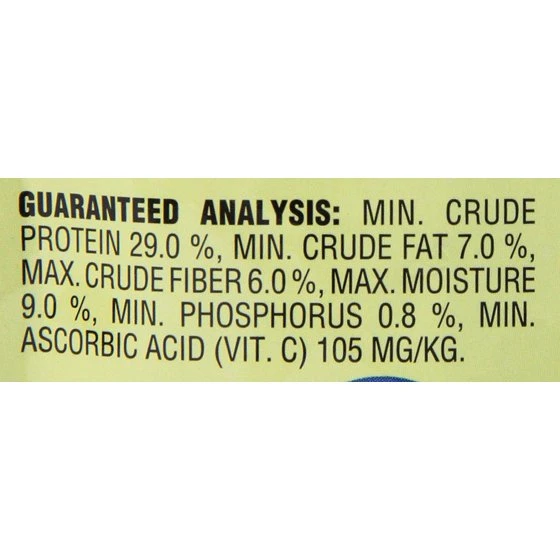 GUARANTEED ANALYSIS: MIN. CRUDE
PROTEIN 29.0 %, MIN. CRUDE FAT 7.0 %,
MAX. CRUDE FIBER 6.0 %, MAX. MOISTURE
9.0 %, MIN. PHOSPHORUS 0.8 %, MIN.
ASCORBIC ACID (VIT. C) 105 MG/KG.